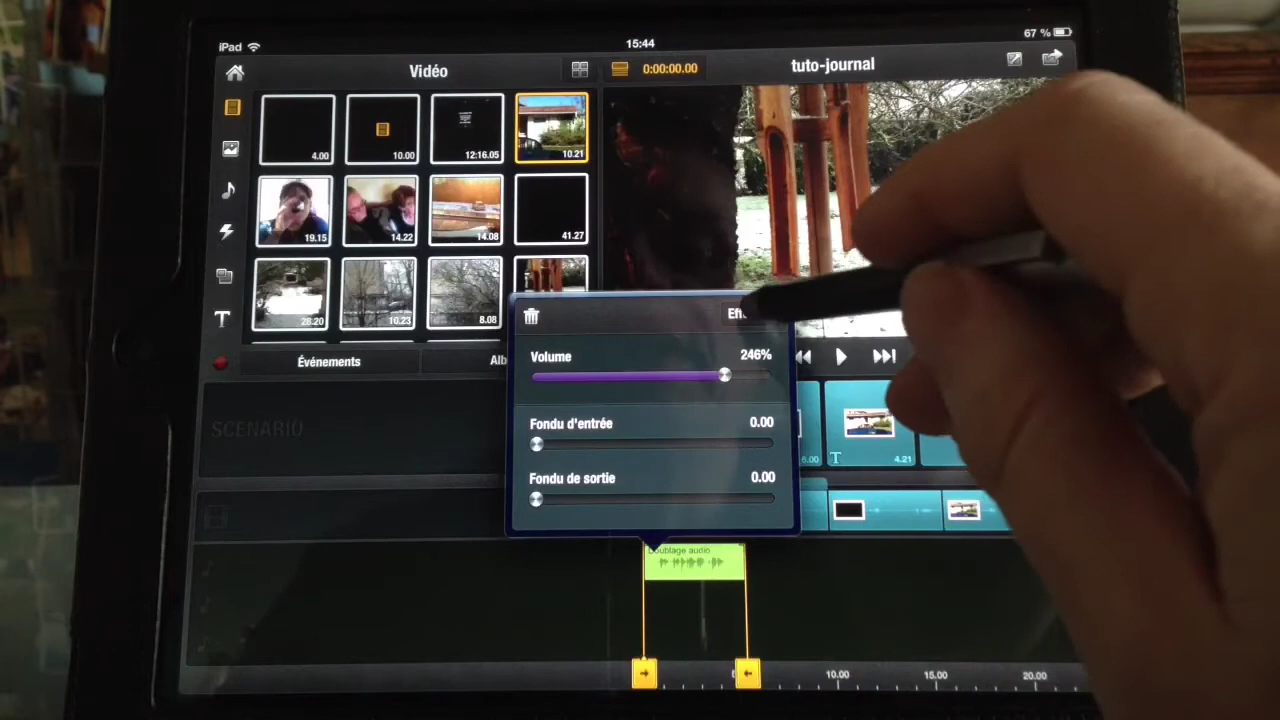 iPad
15:44
67 %
Vidéo
0:00:00.00
tuto-journal
4.00
10.00
12:16.05
10.21
19.15
14.22
14.08
41.27
10.23
8.08
T
Événements
Volume
246%
Fondu d'entrée
0.00
Fondu de sortie
0.00
SCENARIO
T
4.21
Doublage audio
10.00
15.00
20.00